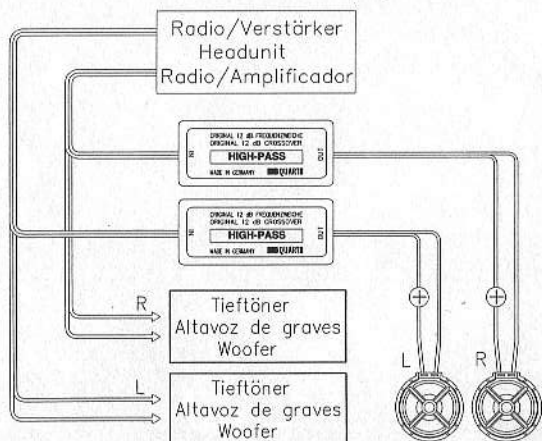 Radio/Verstärker
Headunit
Radio/Amplificador
ORIGINAL 12 dB FREQUENZWEICHE
ORIGINAL 12 dB CROSSOVER
IN
HIGH-PASS
OUT
MADE IN GERMANY
QUART
ORIGINAL 12 dB FREQUENZWEICHE
ORIGINAL 12 dB CROSSOVER
IN
HIGH-PASS
OUT
MADE IN GERMANY
QUART
+
+
R
Tieftöner
Altavoz de graves
Woofer
L
R
L
Tieftöner
Altavoz de graves
Woofer